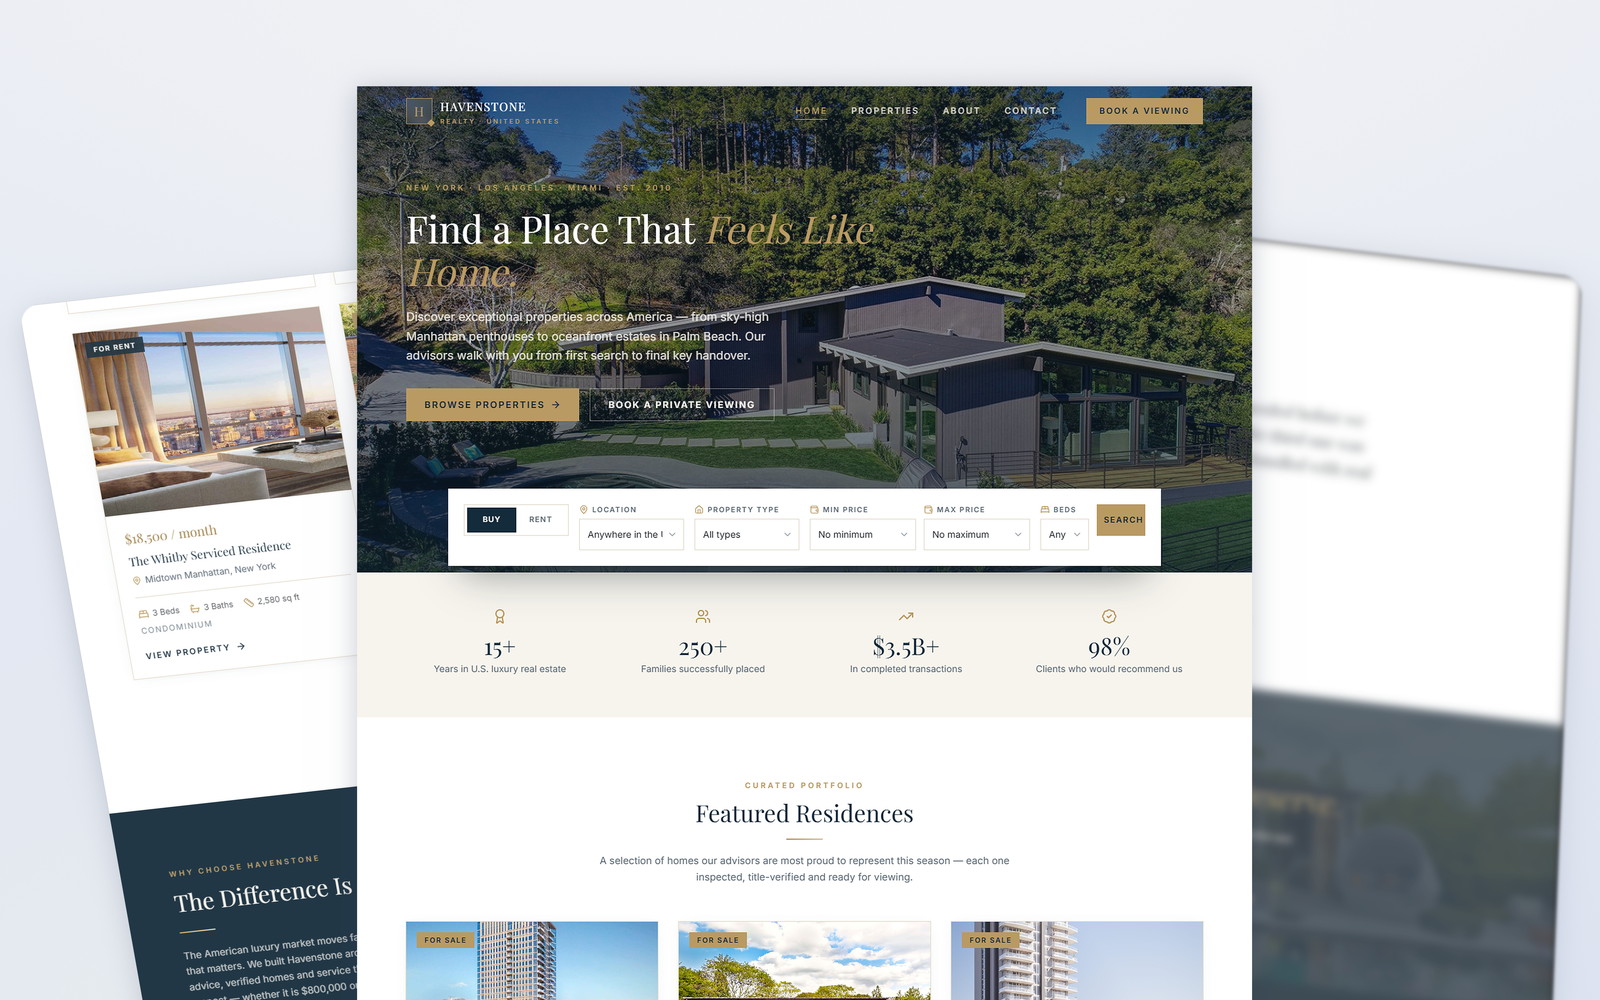 H
HAVENSTONE
REALTY · UNITED STATES
HOME
PROPERTIES
ABOUT
CONTACT
BOOK A VIEWING
NEW YORK · LOS ANGELES · MIAMI · EST. 2010
Find a Place That Feels Like
Home.
Discover exceptional properties across America — from sky-high
Manhattan penthouses to oceanfront estates in Palm Beach. Our
advisors walk with you from first search to final key handover.
BROWSE PROPERTIES →
BOOK A PRIVATE VIEWING
BUY
RENT
LOCATION
Anywhere in the
PROPERTY TYPE
All types
MIN PRICE
No minimum
MAX PRICE
No maximum
BEDS
Any
SEARCH
15+
Years in U.S. luxury real estate
250+
Families successfully placed
$3.5B+
In completed transactions
98%
Clients who would recommend us
CURATED PORTFOLIO
Featured Residences
A selection of homes our advisors are most proud to represent this season — each one
inspected, title-verified and ready for viewing.
FOR SALE
FOR SALE
FOR SALE
FOR RENT
$18,500 / month
The Whitby Serviced Residence
Midtown Manhattan, New York
3 Beds
3 Baths
2,580 sq ft
CONDOMINIUM
VIEW PROPERTY →
WHY CHOOSE HAVENSTONE
The Difference Is
The American luxury market moves
that matters. We built Havenstone
advice, verified homes and service
— whether it is $800,000